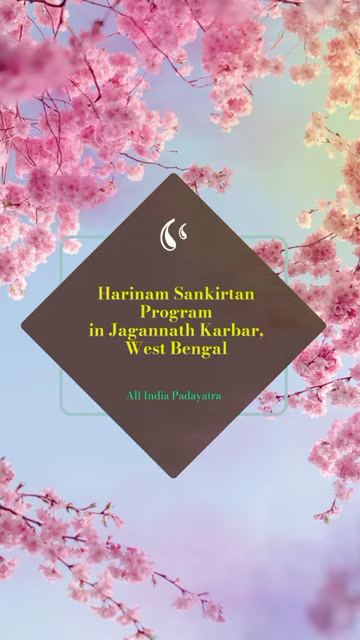 Harinam Sankirtan
Program
in Jagannath Karbar,
West Bengal
All India Padayatra